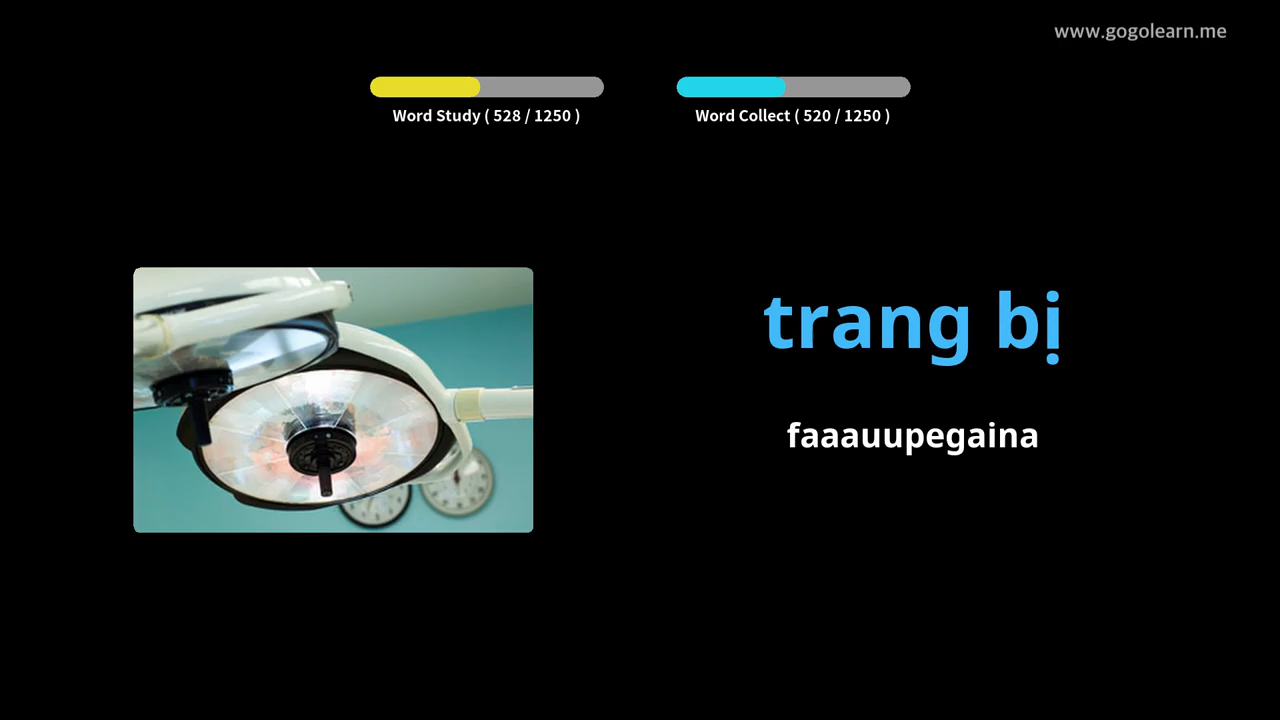 www.gogolearn.me
Word Study ( 528 / 1250 )
Word Collect ( 520 / 1250 )
trang bị
faaauupegaina